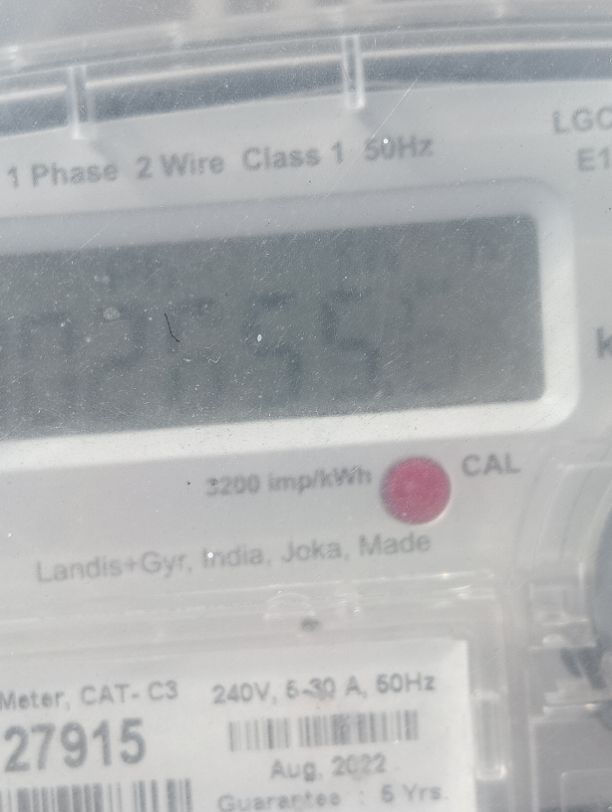 LGC
1 Phase 2 Wire Class 1 50Hz
E1
k
3200 imp/kWh
CAL
Landis+Gyr, India, Joka, Made
Meter, CAT- C3
240V, 5-30 A, 50Hz
27915
Aug, 2022
Guarantee : 5 Yrs.